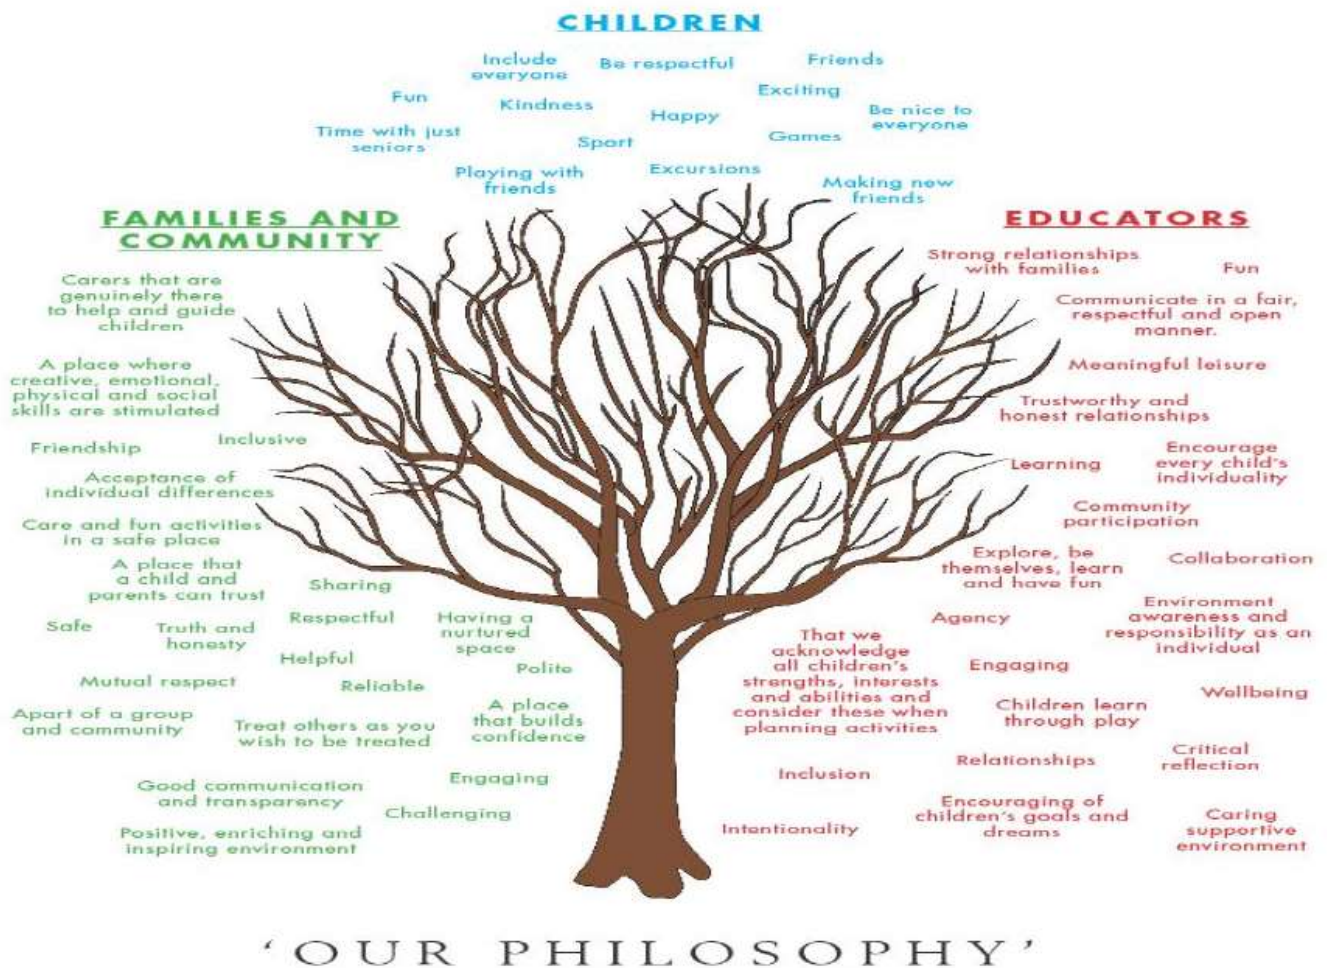 CHILDREN
Include
everyone
Be respectful
Friends
Fun
Kindness
Exciting
Happy
Be nice to
everyone
Time with just
seniors
Sport
Games
Playing with
friends
Excursions
Making new
friends
FAMILIES AND
COMMUNITY
Carers that are
genuinely there
to help and guide
children
A place where
creative, emotional,
physical and social
skills are stimulated
Friendship
Inclusive
Acceptance of
individual differences
Care and fun activities
in a safe place
A place that
a child and
parents can trust
Sharing
Safe
Truth and
honesty
Respectful
Having a
nurtured
space
Helpful
Polite
Mutual respect
Reliable
Apart of a group
and community
Treat others as you
wish to be treated
A place
that builds
confidence
Good communication
and transparency
Engaging
Challenging
Positive, enriching and
inspiring environment
EDUCATORS
Strong relationships
with families
Fun
Communicate in a fair,
respectful and open
manner.
Meaningful leisure
Trustworthy and
honest relationships
Learning
Encourage
every child's
individuality
Community
participation
Explore, be
themselves, learn
and have fun
Collaboration
Agency
Environment
awareness and
responsibility as an
individual
That we
acknowledge
all children's
strengths, interests
and abilities and
consider these when
planning activities
Engaging
Wellbeing
Children learn
through play
Relationships
Critical
reflection
Inclusion
Encouraging of
children's goals and
dreams
Intentionality
Caring
supportive
environment
'OUR PHILOSOPHY'